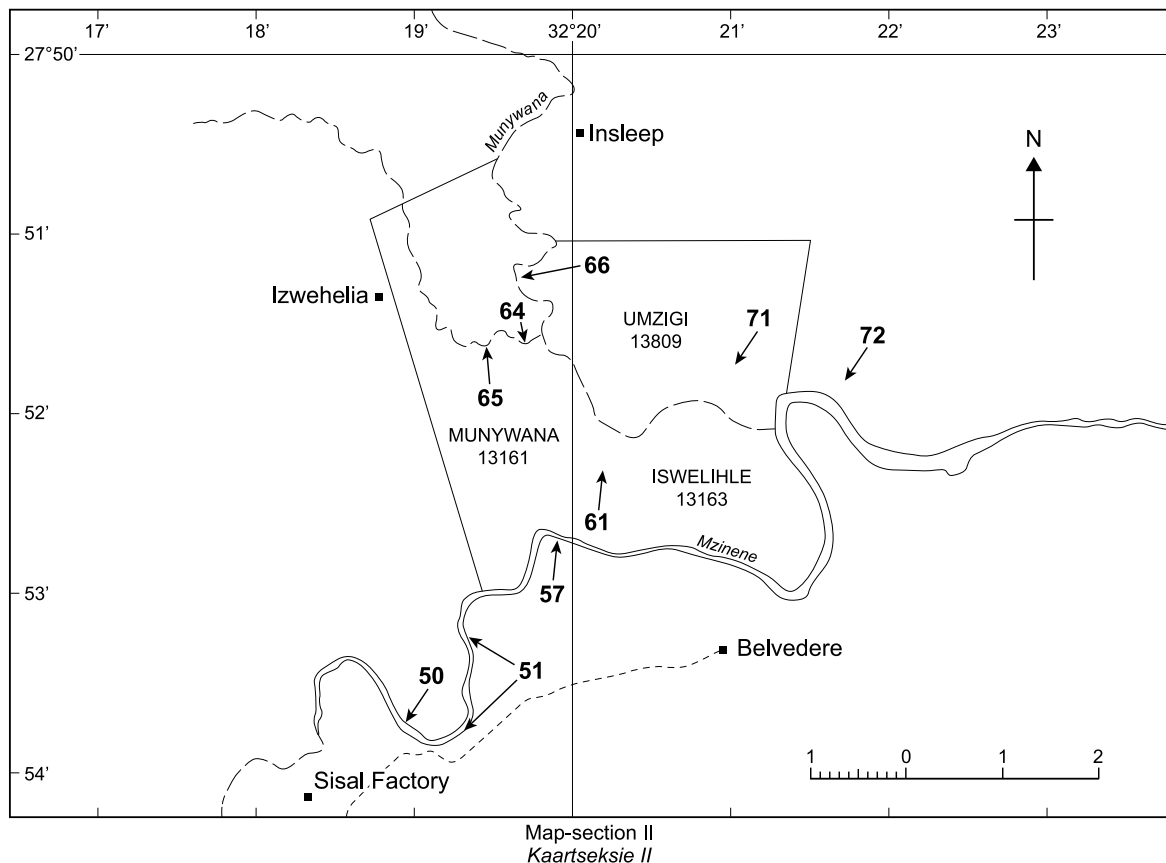 17' 18' 19' 32°20' 21' 22' 23'
27°50'
Munywana
Insleep
N
51'
66
Izwehelia
64
UMZIGI
13809
71
72
65
52'
MUNYWANA
13161
ISWELIHLE
13163
61
Mzinene
57
53'
Belvedere
50
51
1 0 1 2
54'
Sisal Factory
Map-section II
Kaartseksie II